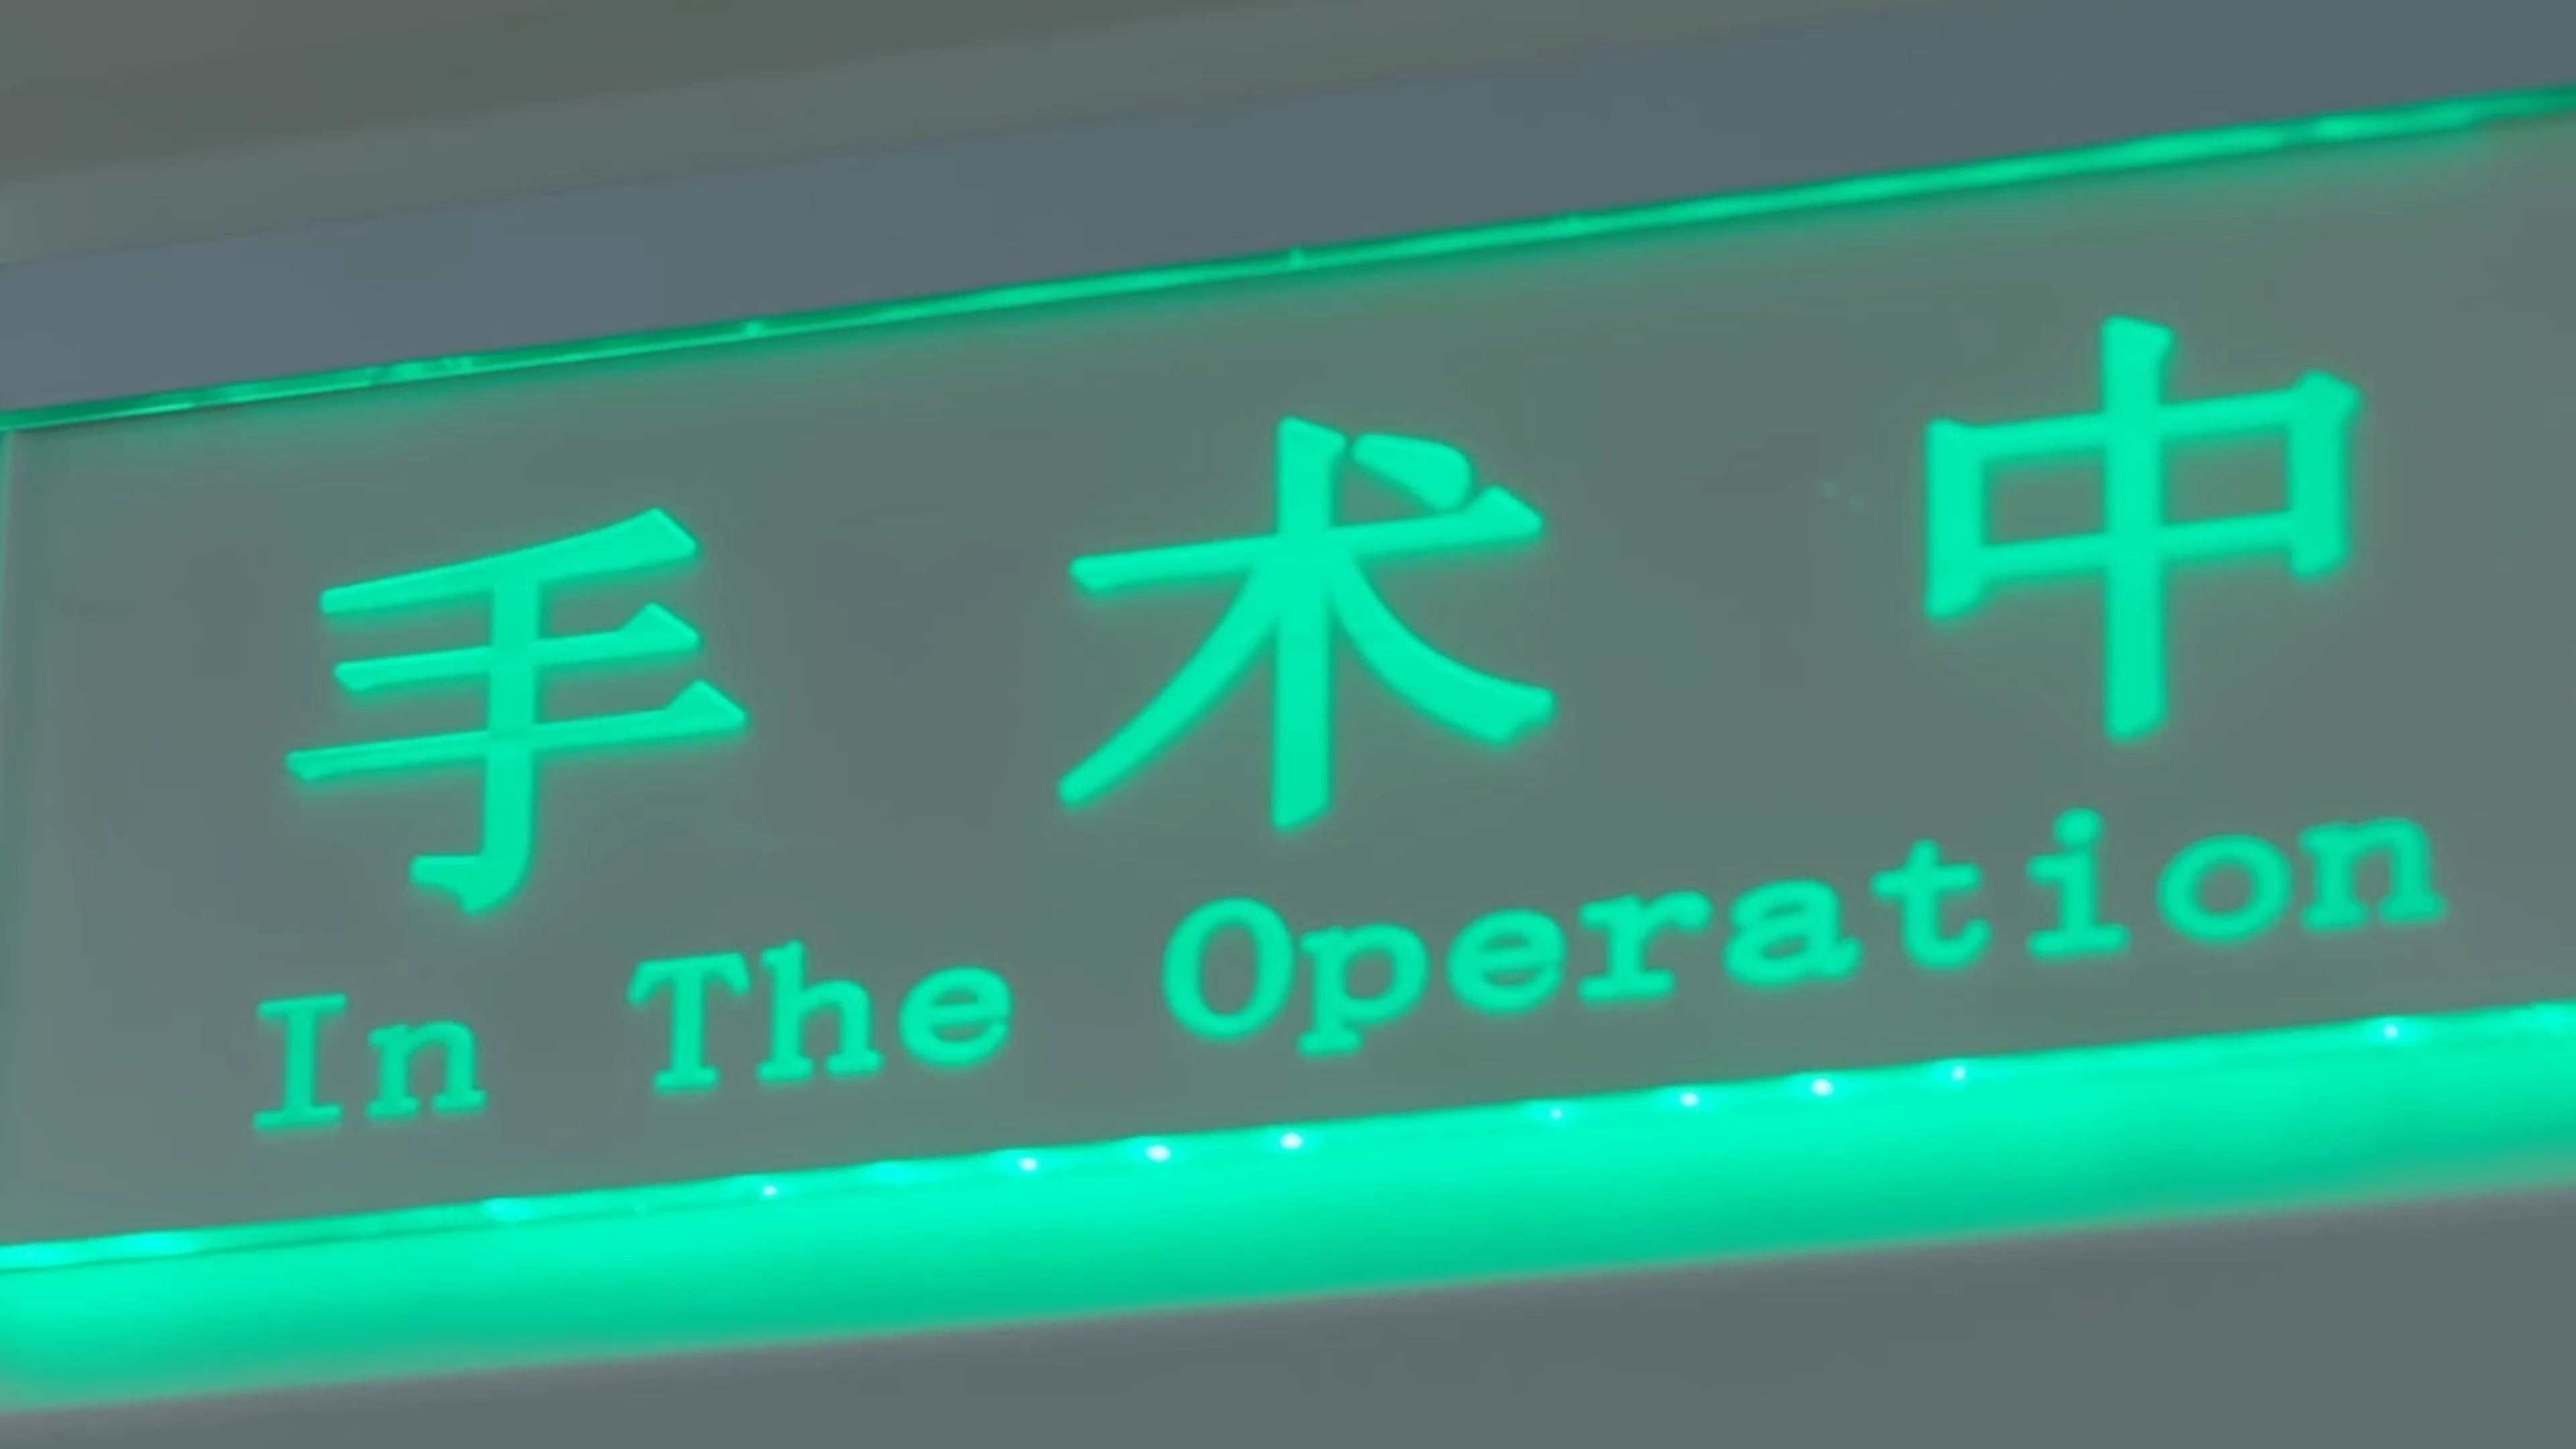 手术中
In The Operation